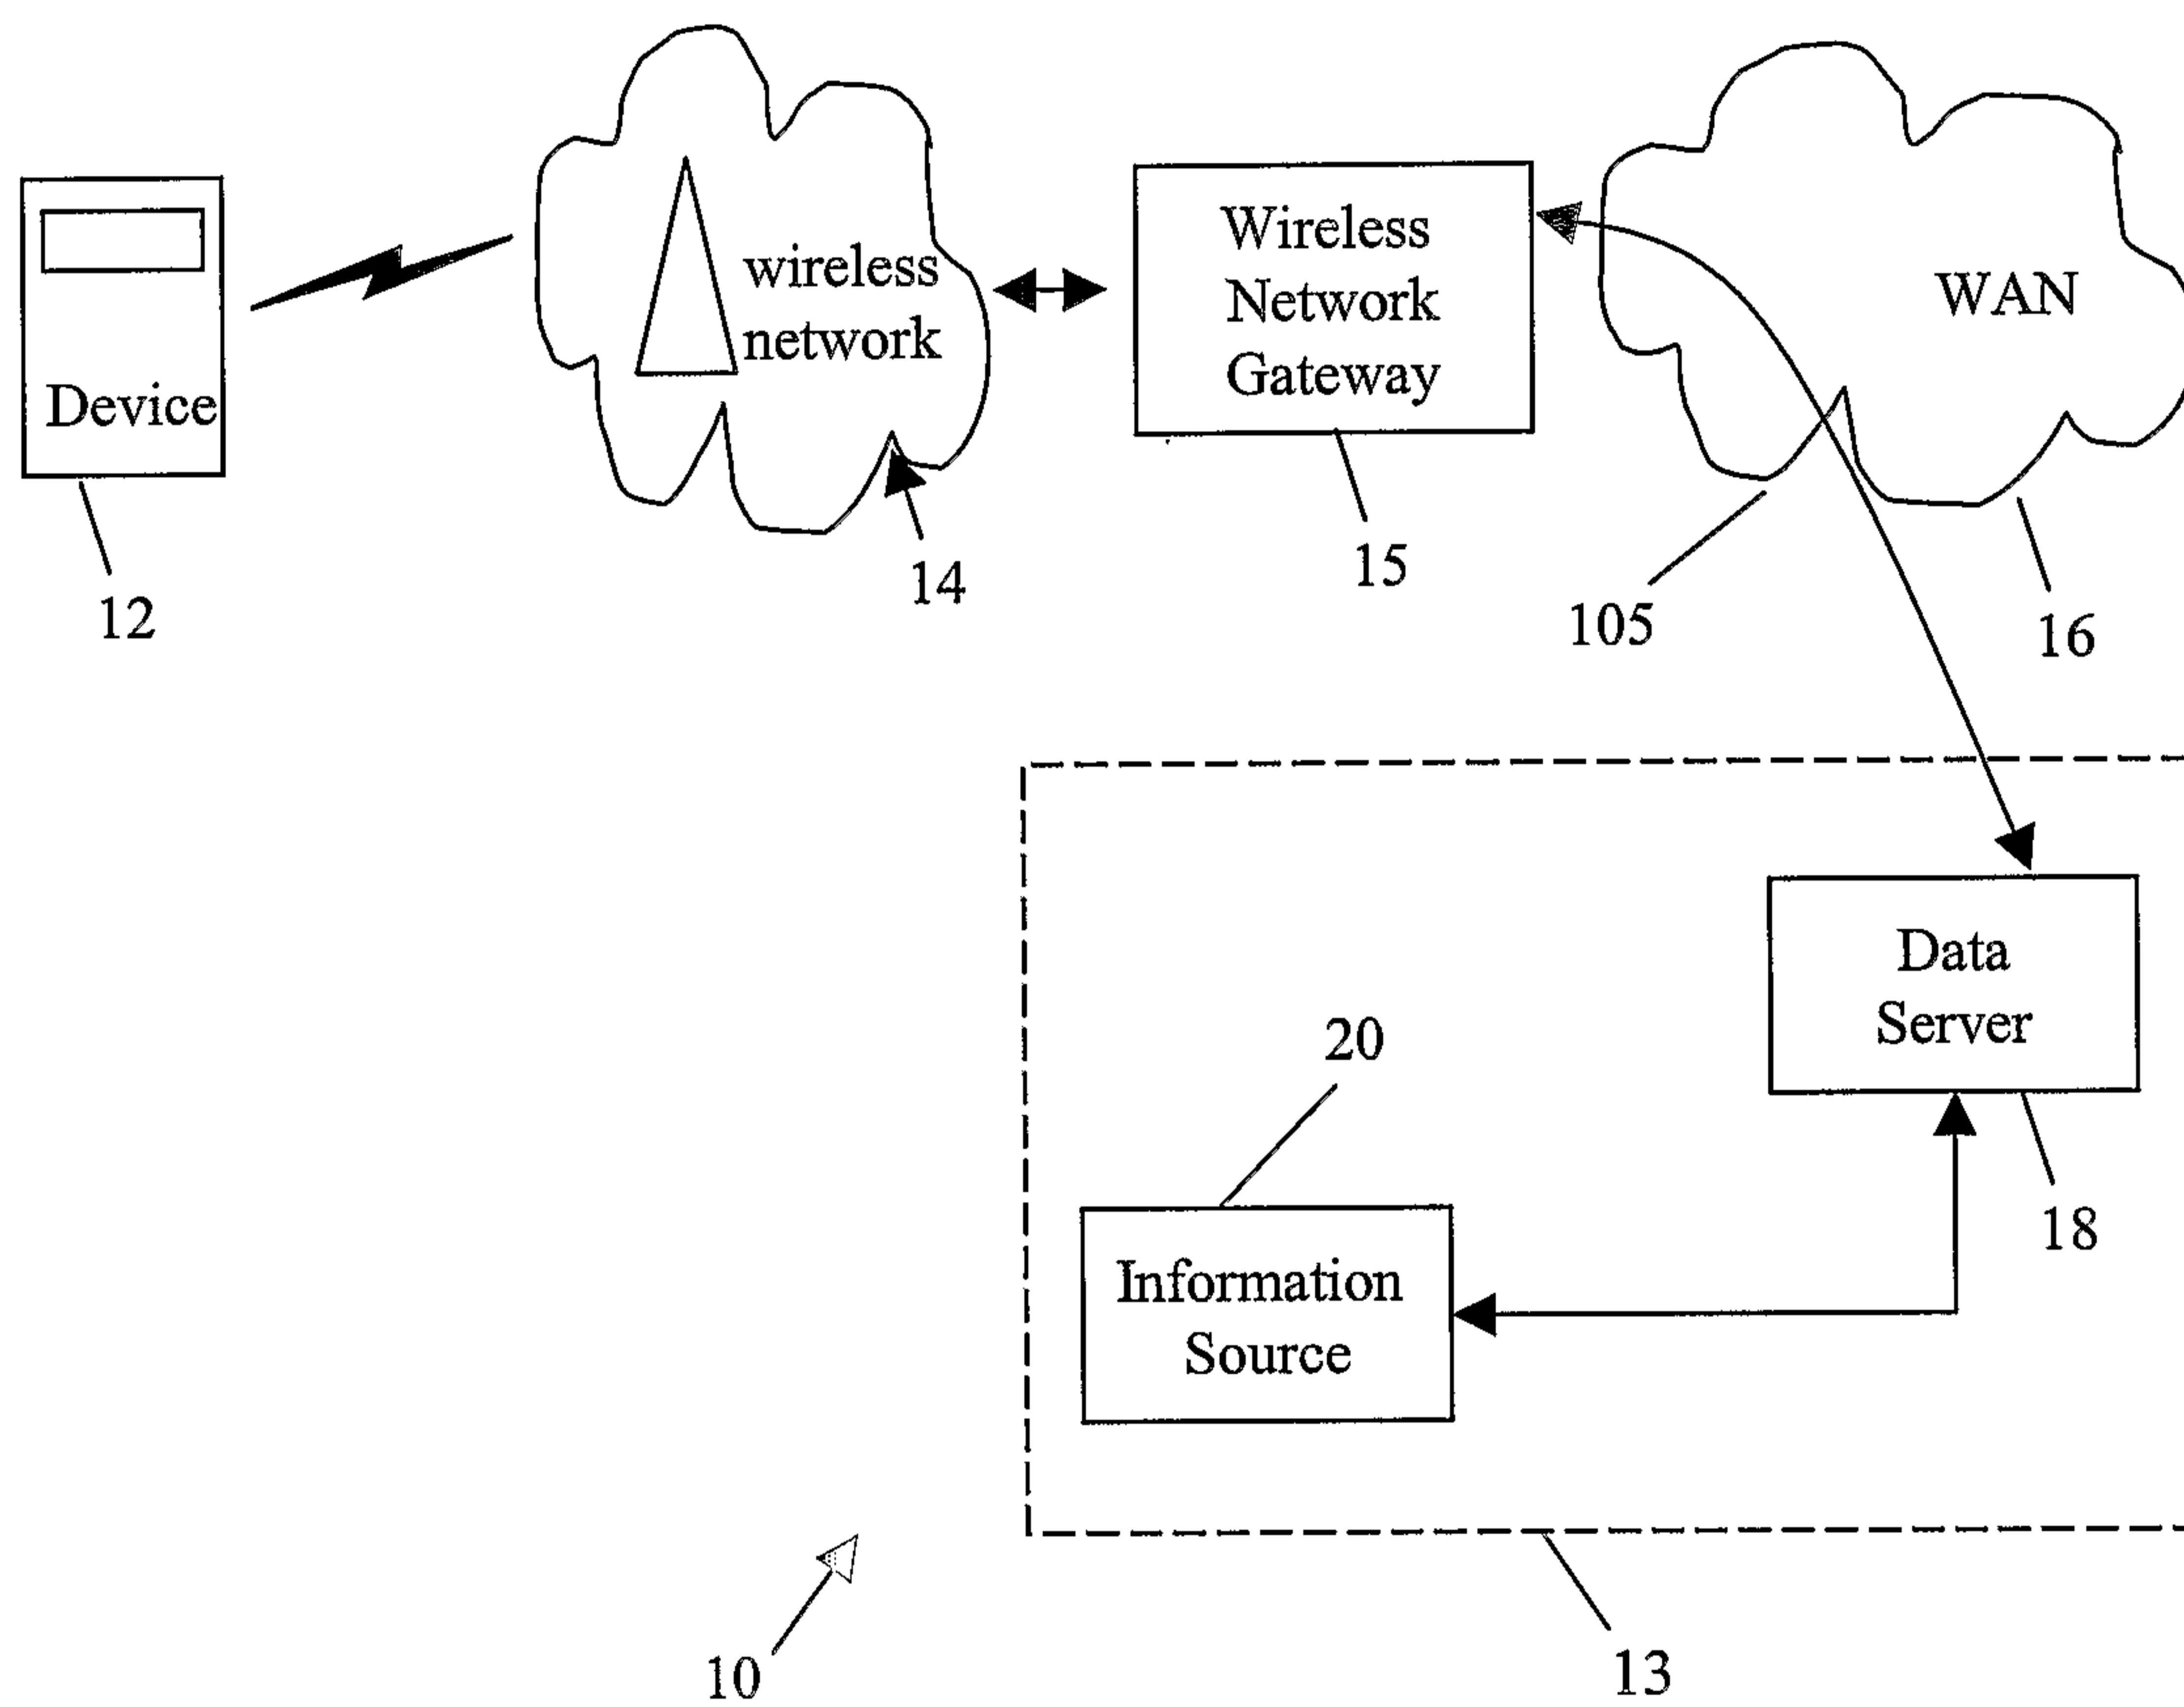 Device
12
wireless
network
14
Wireless
Network
Gateway
15
WAN
105
16
Data
Server
18
20
Information
Source
10
13